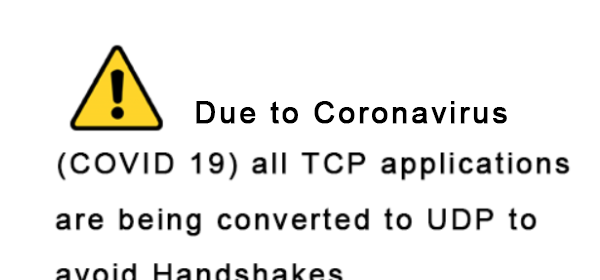 Due to Coronavirus
(COVID 19) all TCP applications
are being converted to UDP to
avoid Handshakes